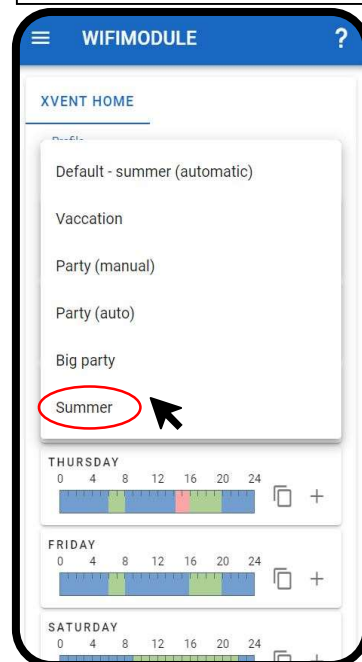 WIFIMODULE ?
XVENT HOME
Profile
Default - summer (automatic)
Vaccation
Party (manual)
Party (auto)
Big party
Summer
THURSDAY
0 4 8 12 16 20 24
FRIDAY
0 4 8 12 16 20 24
SATURDAY
0 4 8 12 16 20 24